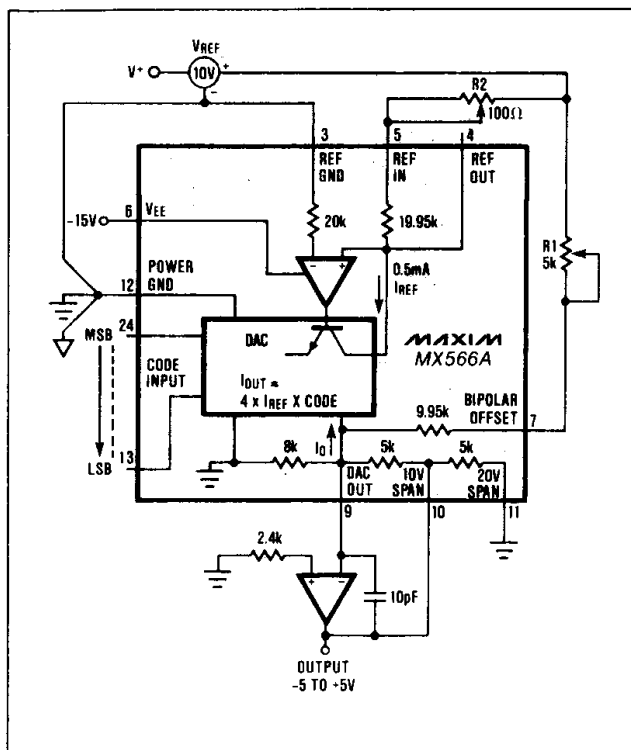 VREF
V+
10V
+
−
R2
100Ω
3 5 4
REF GND
REF IN
REF OUT
6
-15V
VEE
20k
19.95k
R1
5k
− +
0.5mA
IREF
12
POWER GND
24
MSB
DAC
MAXIM
MX566A
CODE INPUT
IOUT =
4 x IREF x CODE
BIPOLAR OFFSET
7
9.95k
LSB
13
8k
IO
5k
5k
DAC OUT
10V SPAN
20V SPAN
9 10 11
2.4k
+ −
10pF
OUTPUT
-5 TO +5V